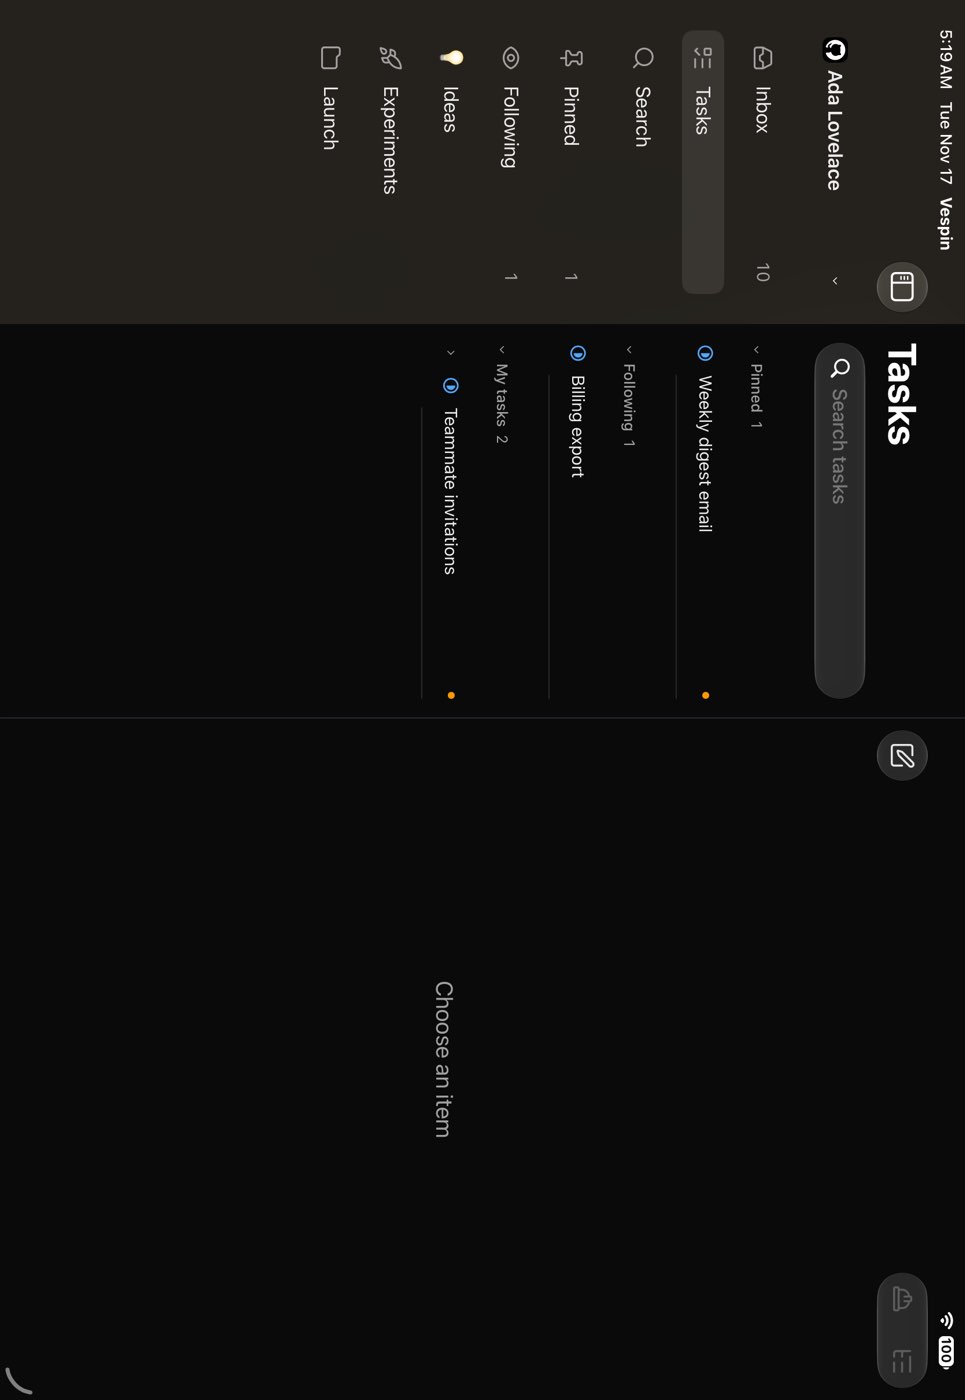 5:19 AM Tue Nov 17 Vespin
100
Ada Lovelace
Inbox 10
Tasks
Search
Pinned 1
Following 1
Ideas
Experiments
Launch
Tasks
Search tasks
Pinned 1
Weekly digest email
Following 1
Billing export
My tasks 2
Teammate invitations
Choose an item